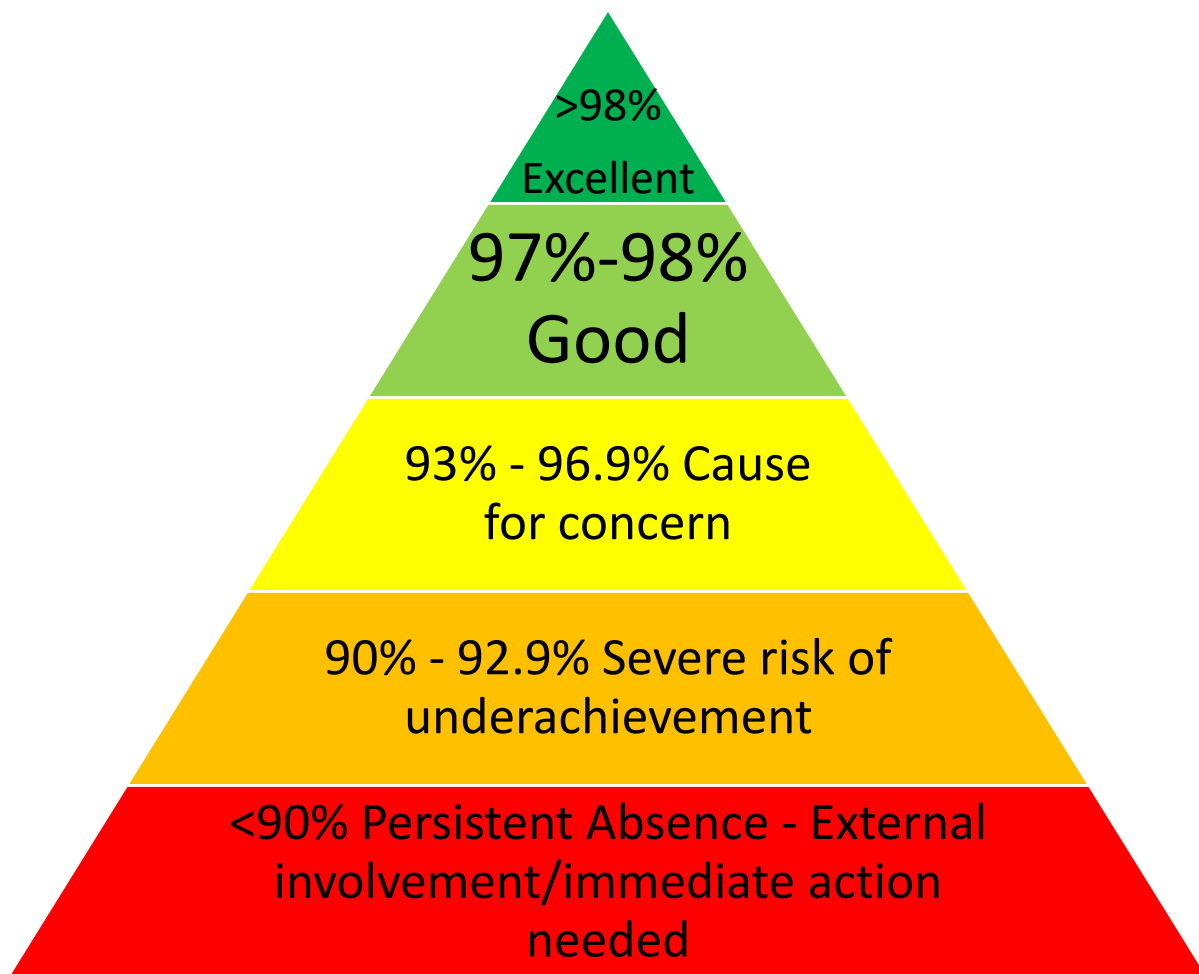 >98%
Excellent
97%-98%
Good
93% - 96.9% Cause
for concern
90% - 92.9% Severe risk of
underachievement
<90% Persistent Absence - External
involvement/immediate action
needed